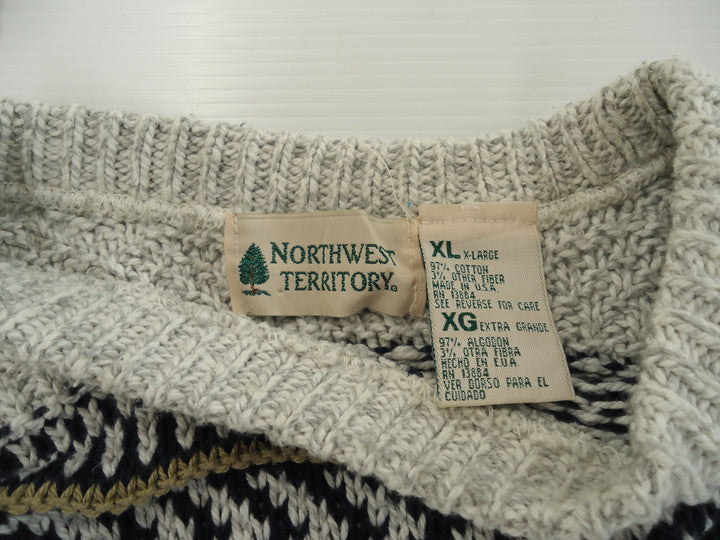 NORTHWEST
TERRITORY®
XL X-LARGE
97% COTTON
3% OTHER FIBER
MADE IN U.S.A
RN 13884
SEE REVERSE FOR CARE
XG EXTRA GRANDE
97% ALGODON
3% OTRA FIBRA
HECHO EN E.U.A
RN 13884
VER DORSO PARA EL
CUIDADO